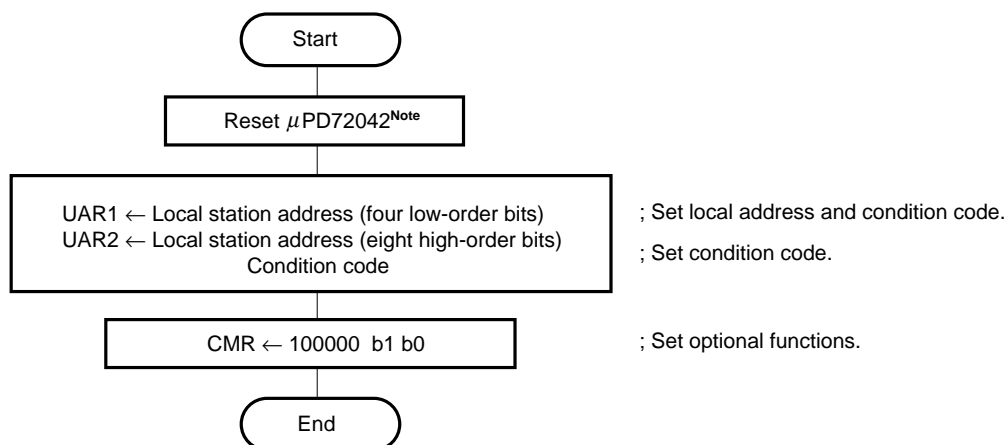 Start
Reset μPD72042Note
UAR1 ← Local station address (four low-order bits)
; Set local address and condition code.
UAR2 ← Local station address (eight high-order bits)
Condition code
; Set condition code.
CMR ← 100000 b1 b0
; Set optional functions.
End